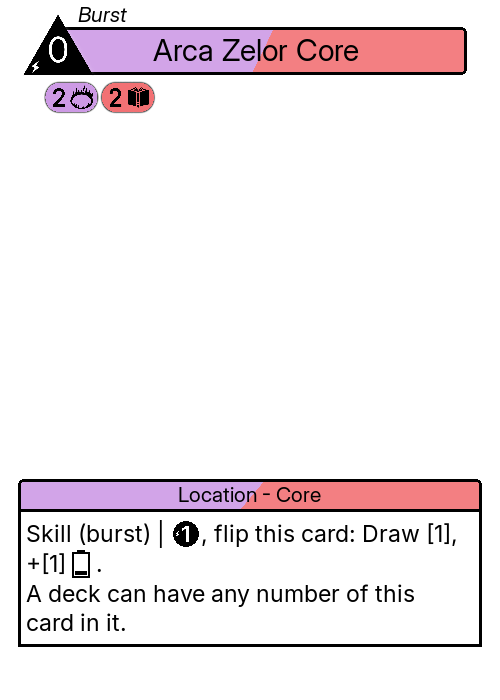 Burst
0
Arca Zelor Core
2 2
Location - Core
Skill (burst) | 1, flip this card: Draw [1],
+[1] .
A deck can have any number of this
card in it.